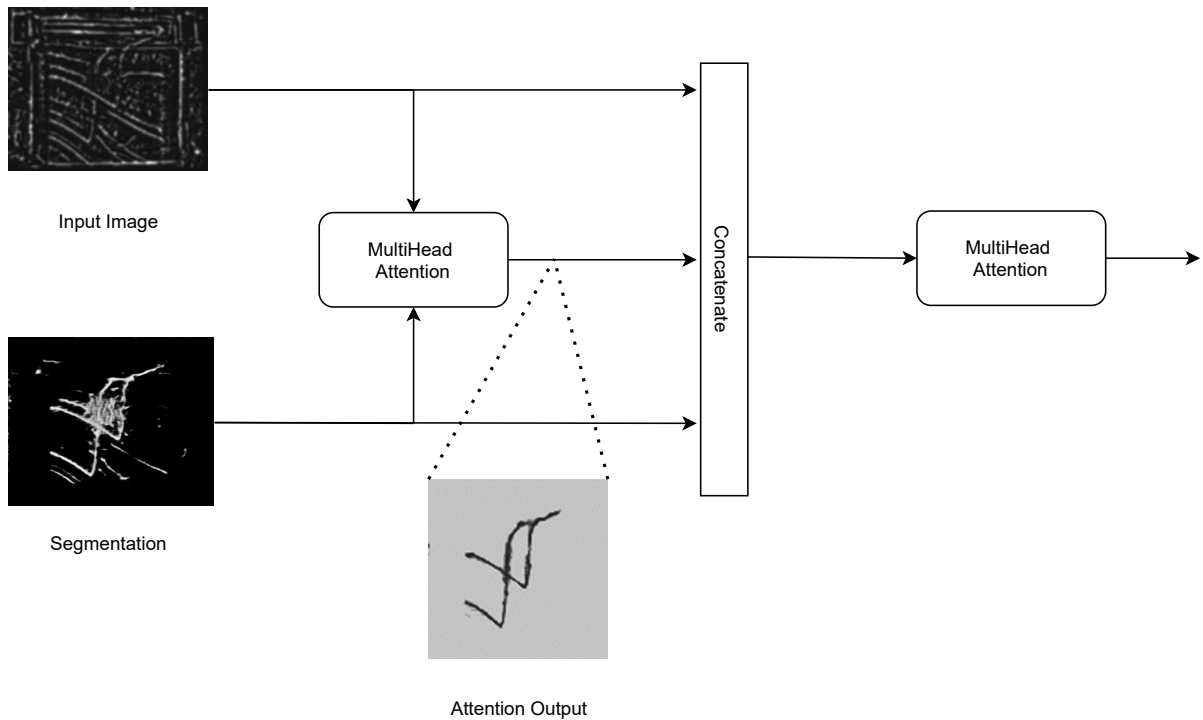 Input Image
MultiHead
Attention
Concatenate
MultiHead
Attention
Segmentation
Attention Output